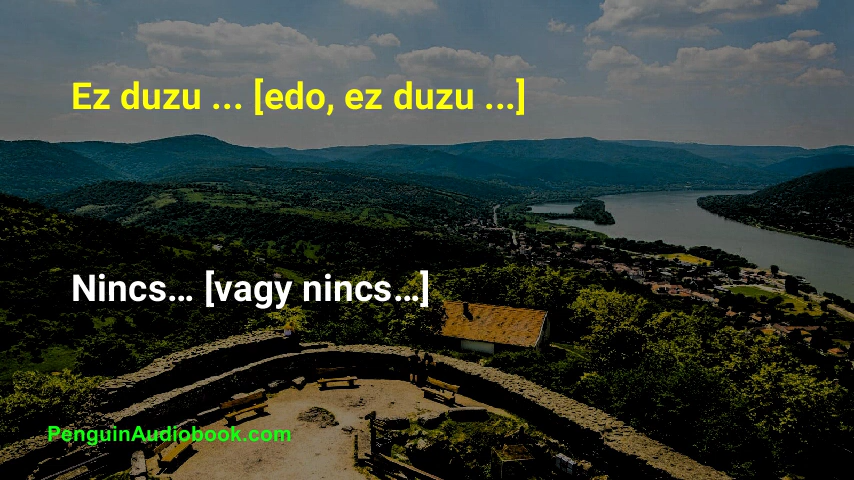 Ez duzu ... [edo, ez duzu ...]
Nincs… [vagy nincs…]
PenguinAudiobook.com